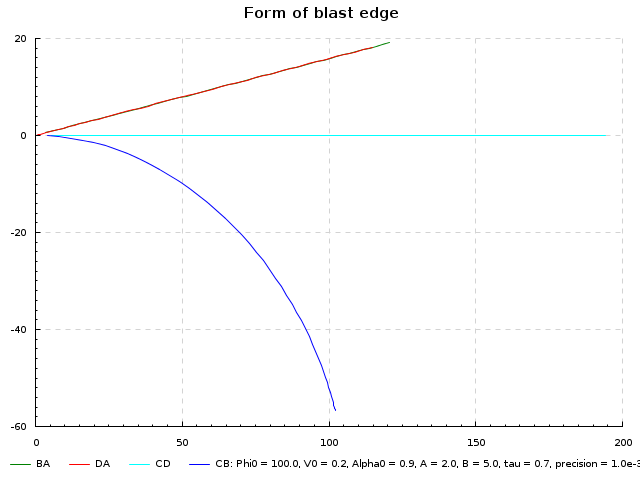 Form of blast edge
20
0
-20
-40
-60
0 50 100 150 200
BA DA CD CB: Phi0 = 100.0, V0 = 0.2, Alpha0 = 0.9, A = 2.0, B = 5.0, tau = 0.7, precision = 1.0e-3